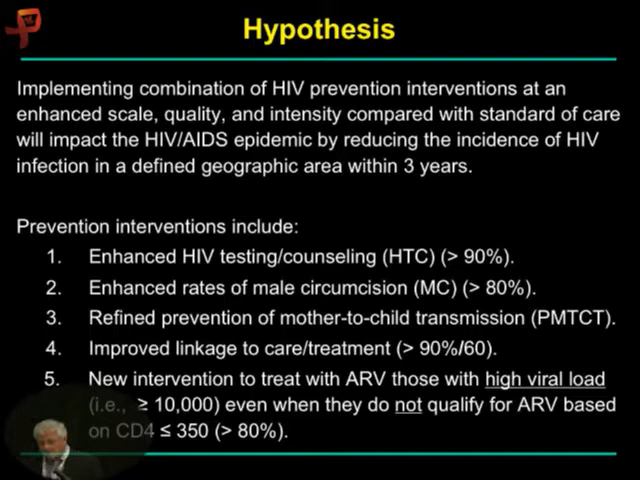 Hypothesis
Implementing combination of HIV prevention interventions at an
enhanced scale, quality, and intensity compared with standard of care
will impact the HIV/AIDS epidemic by reducing the incidence of HIV
infection in a defined geographic area within 3 years.
Prevention interventions include:
1. Enhanced HIV testing/counseling (HTC) (> 90%).
2. Enhanced rates of male circumcision (MC) (> 80%).
3. Refined prevention of mother-to-child transmission (PMTCT).
4. Improved linkage to care/treatment (> 90%/60).
5. New intervention to treat with ARV those with high viral load
(i.e., ≥ 10,000) even when they do not qualify for ARV based
on CD4 ≤ 350 (> 80%).